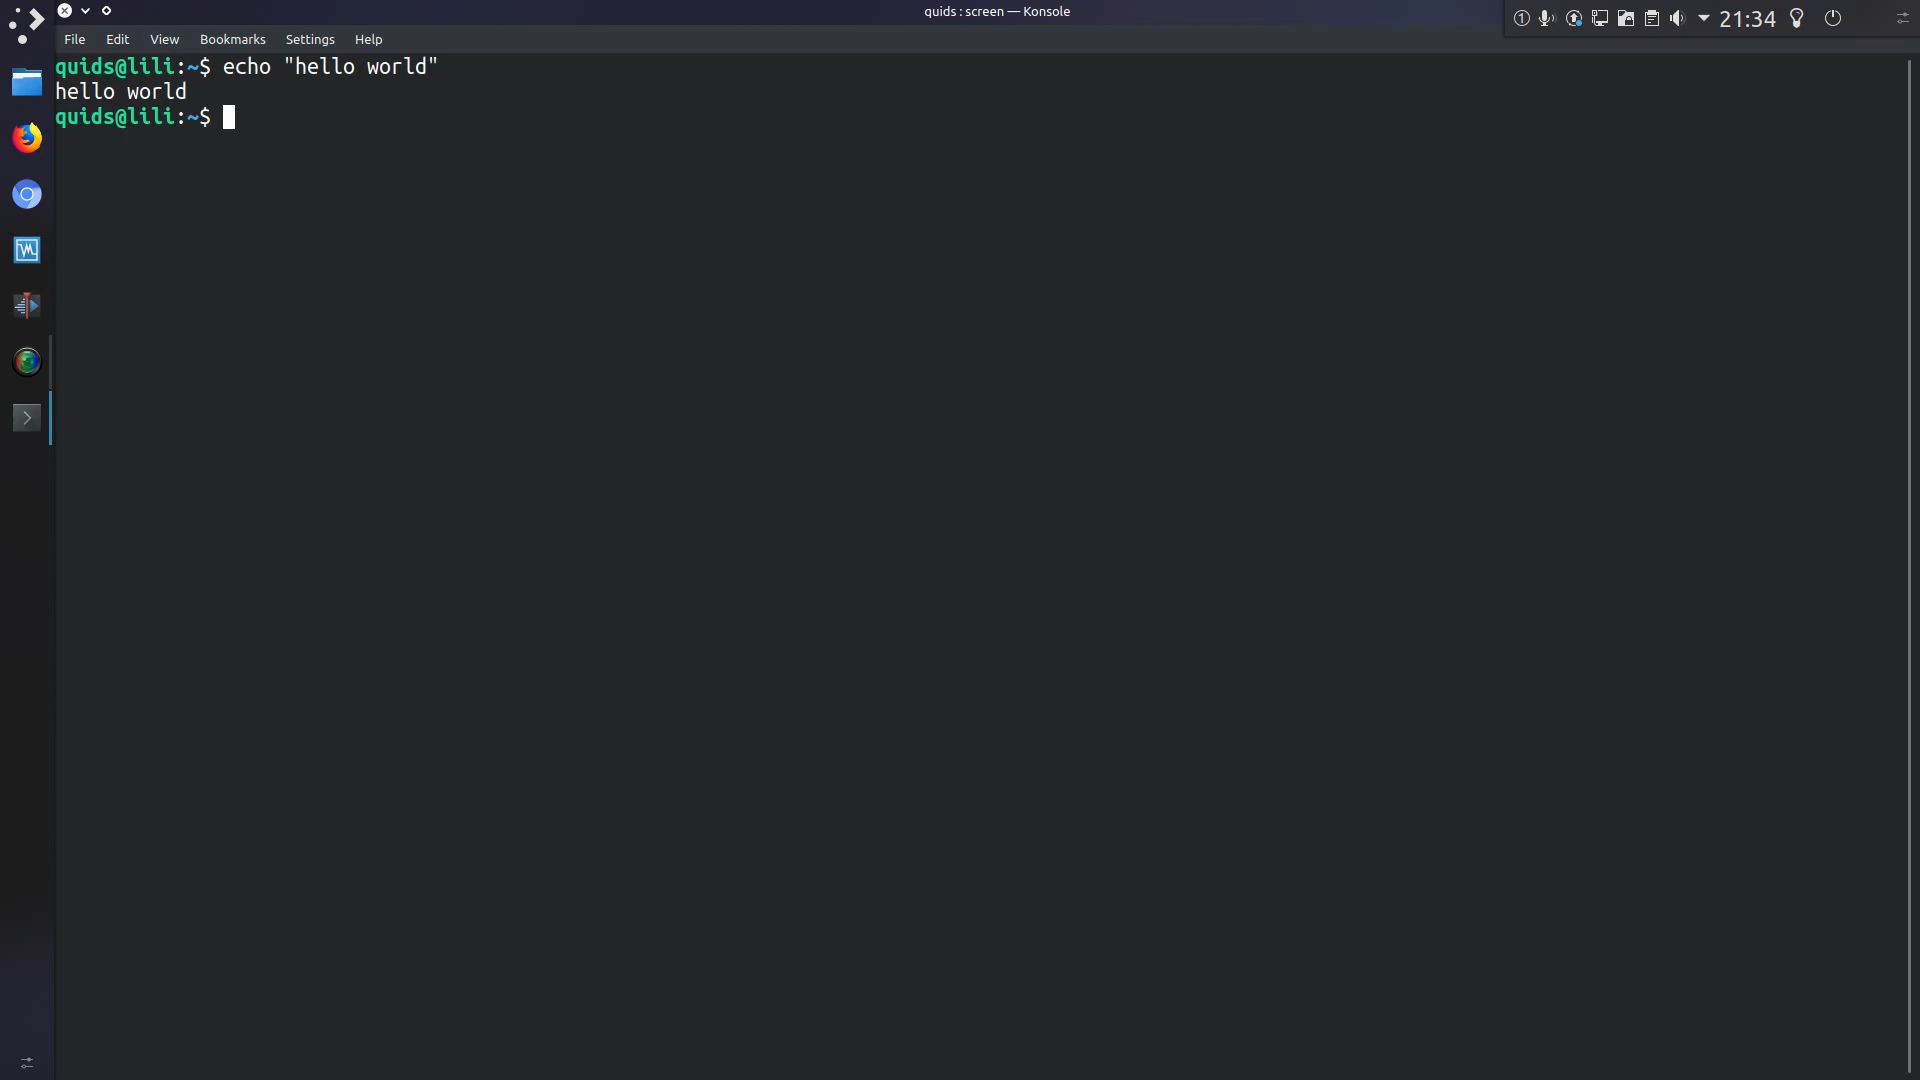 quids : screen — Konsole
1
21:34
File Edit View Bookmarks Settings Help
quids@lili:~$ echo "hello world"
hello world
quids@lili:~$